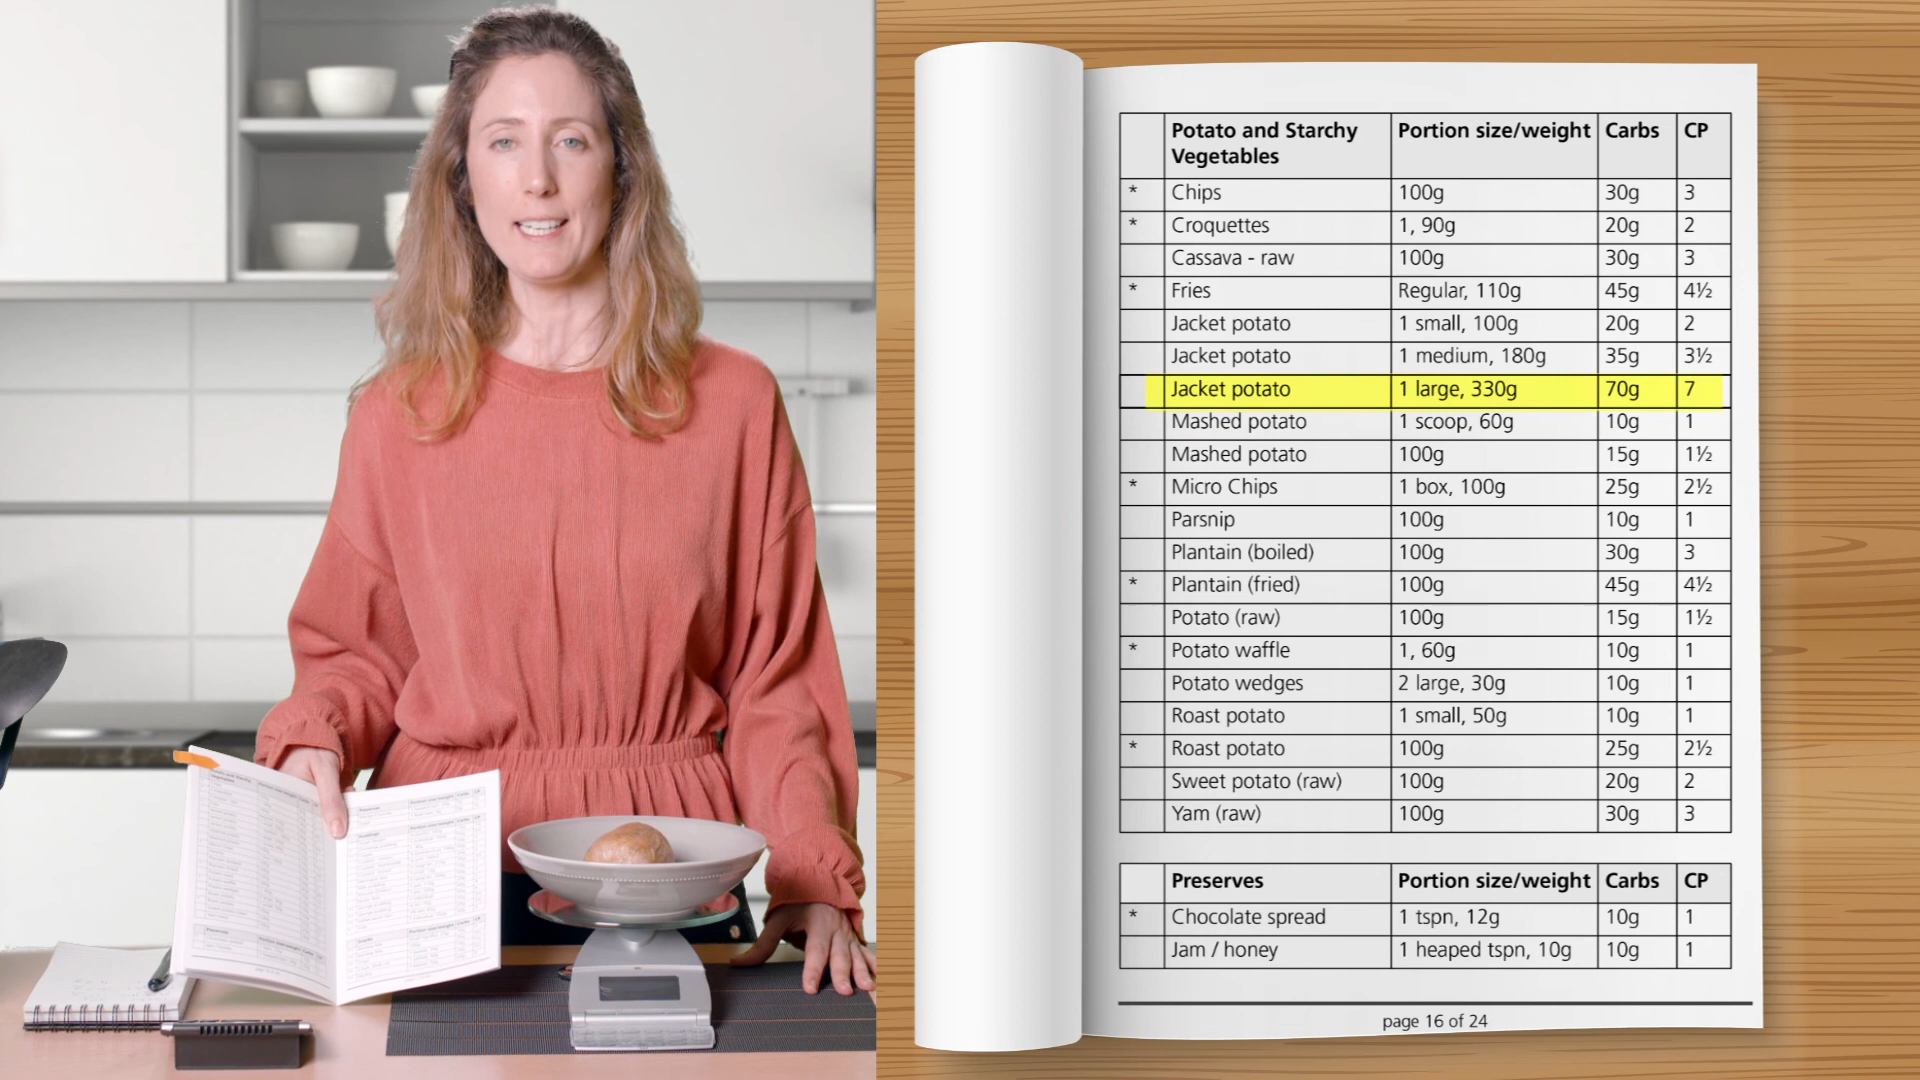 Potato and Starchy Vegetables Portion size/weight Carbs CP
* Chips 100g 30g 3
* Croquettes 1, 90g 20g 2
Cassava - raw 100g 30g 3
* Fries Regular, 110g 45g 4½
Jacket potato 1 small, 100g 20g 2
Jacket potato 1 medium, 180g 35g 3½
Jacket potato 1 large, 330g 70g 7
Mashed potato 1 scoop, 60g 10g 1
Mashed potato 100g 15g 1½
* Micro Chips 1 box, 100g 25g 2½
Parsnip 100g 10g 1
Plantain (boiled) 100g 30g 3
* Plantain (fried) 100g 45g 4½
Potato (raw) 100g 15g 1½
* Potato waffle 1, 60g 10g 1
Potato wedges 2 large, 30g 10g 1
Roast potato 1 small, 50g 10g 1
* Roast potato 100g 25g 2½
Sweet potato (raw) 100g 20g 2
Yam (raw) 100g 30g 3
Preserves Portion size/weight Carbs CP
* Chocolate spread 1 tspn, 12g 10g 1
Jam / honey 1 heaped tspn, 10g 10g 1
page 16 of 24